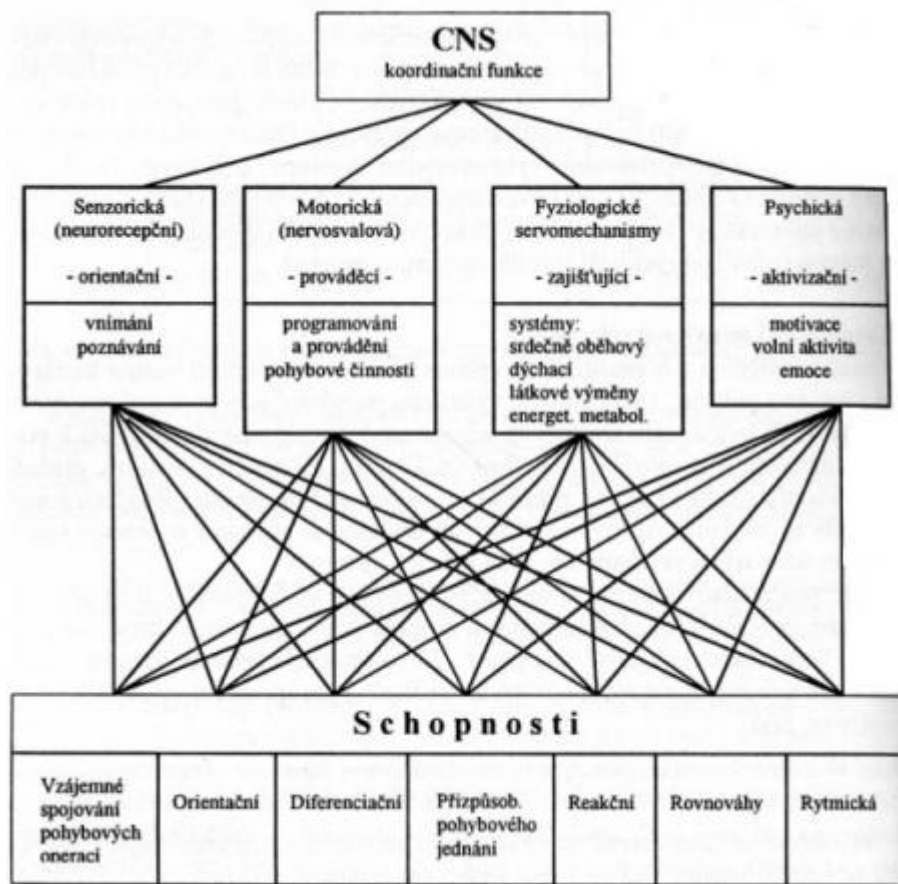 CNS
koordinační funkce
Senzorická
(neurorecepční)
- orientační -
vnímání
poznávání
Motorická
(nervosvalová)
- prováděcí -
programování
a provádění
pohybové činnosti
Fyziologické
servomechanismy
- zajišťující -
systémy:
srdečně oběhový
dýchací
látkové výměny
energet. metabol.
Psychická
- aktivizační -
motivace
volní aktivita
emoce
Schopnosti
Vzájemné
spojování
pohybových
operací
Orientační
Diferenciační
Přizpůsob.
pohybového
jednání
Reakční
Rovnováhy
Rytmická